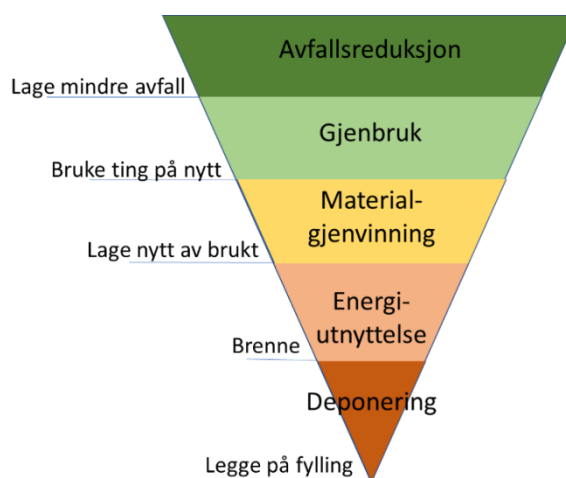 Avfallsreduksjon
Lage mindre avfall
Gjenbruk
Bruke ting på nytt
Material-
gjenvinning
Lage nytt av brukt
Energi-
utnyttelse
Brenne
Deponering
Legge på fylling